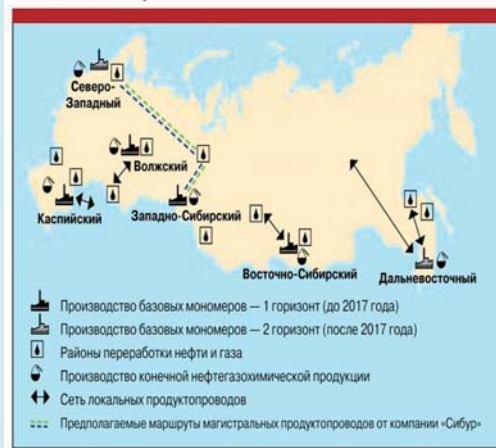 Северо-
Западный
Волжский
Каспийский
Западно-Сибирский
Восточно-Сибирский
Дальневосточный
Производство базовых мономеров — 1 горизонт (до 2017 года)
Производство базовых мономеров — 2 горизонт (после 2017 года)
Районы переработки нефти и газа
Производство конечной нефтегазохимической продукции
Сеть локальных продуктопроводов
Предполагаемые маршруты магистральных продуктопроводов от компании «Сибур»